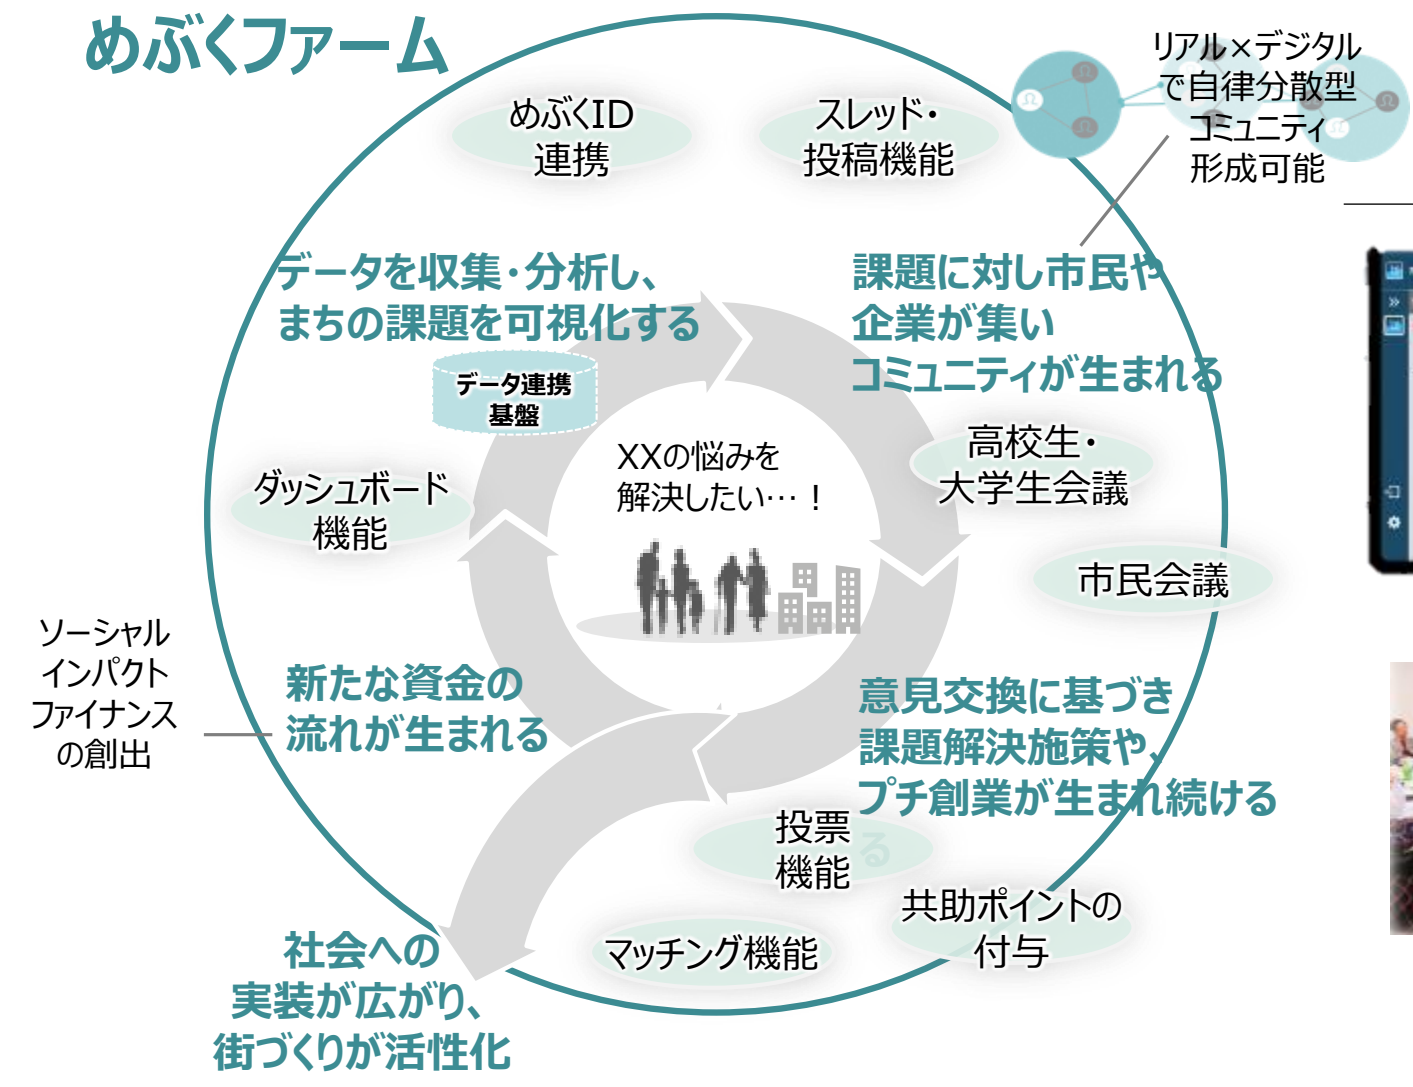 めぶくファーム
リアル×デジタル
で自律分散型
コミュニティ
形成可能
めぶくID
連携
スレッド・
投稿機能
データを収集・分析し、
まちの課題を可視化する
課題に対し市民や
企業が集い
コミュニティが生まれる
データ連携
基盤
XXの悩みを
解決したい…！
高校生・
大学生会議
ダッシュボード
機能
市民会議
ソーシャル
インパクト
ファイナンス
の創出
新たな資金の
流れが生まれる
意見交換に基づき
課題解決施策や、
プチ創業が生まれ続ける
る
投票
機能
共助ポイントの
付与
マッチング機能
社会への
実装が広がり、
街づくりが活性化